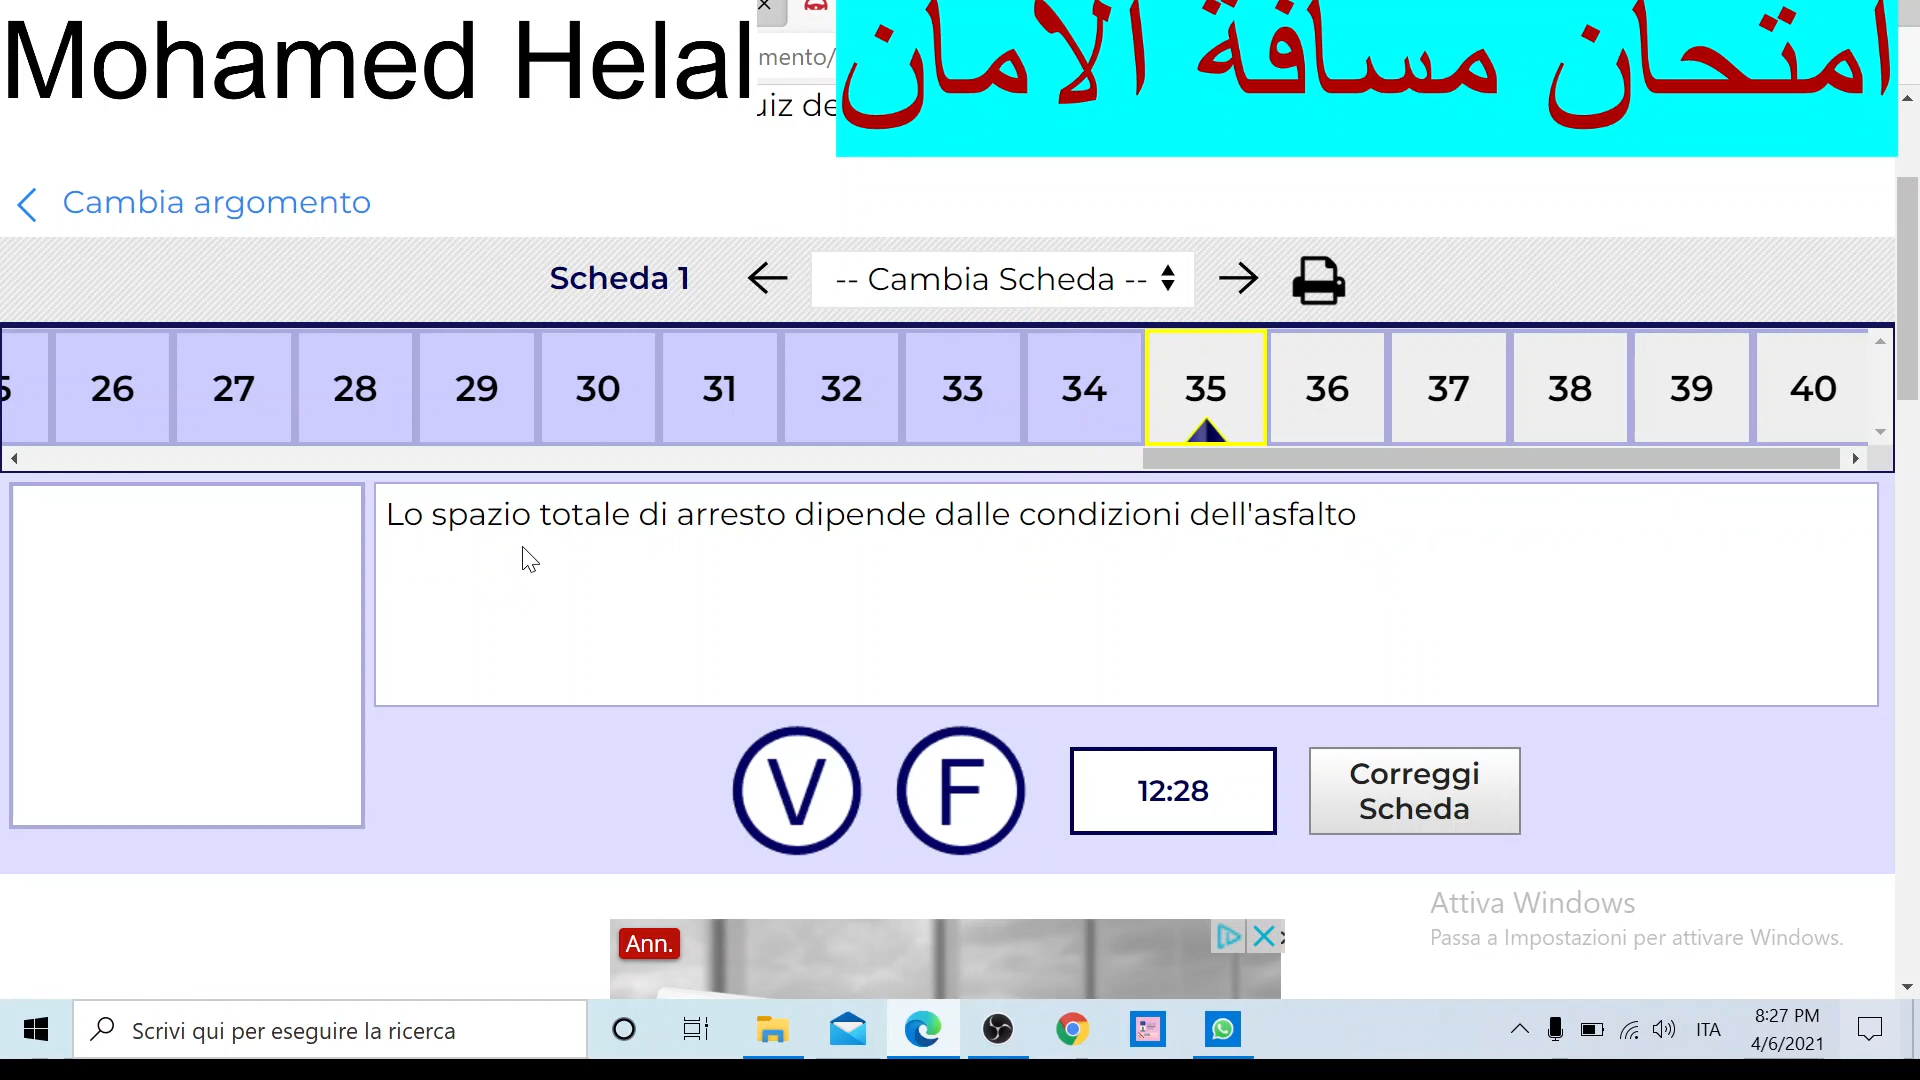 Mohamed Helal
امتحان مسافة الامان
mento/
uiz de
Cambia argomento
Scheda 1
-- Cambia Scheda --
26 27 28 29 30 31 32 33 34 35 36 37 38 39 40
Lo spazio totale di arresto dipende dalle condizioni dell'asfalto
V F 12:28 Correggi
Scheda
Attiva Windows
Passa a Impostazioni per attivare Windows.
Ann.
Scrivi qui per eseguire la ricerca
ITA
8:27 PM
4/6/2021